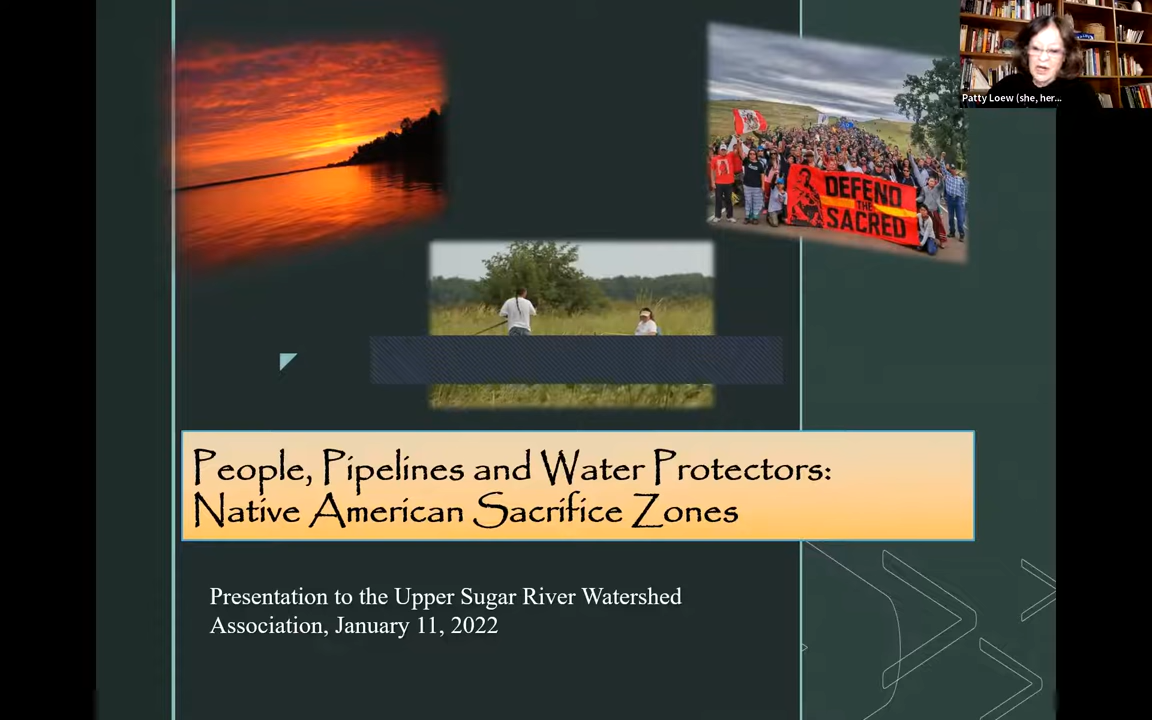 Patty Loew (she, her...
DEFEND
THE
SACRED
People, Pipelines and Water Protectors:
Native American Sacrifice Zones
Presentation to the Upper Sugar River Watershed
Association, January 11, 2022